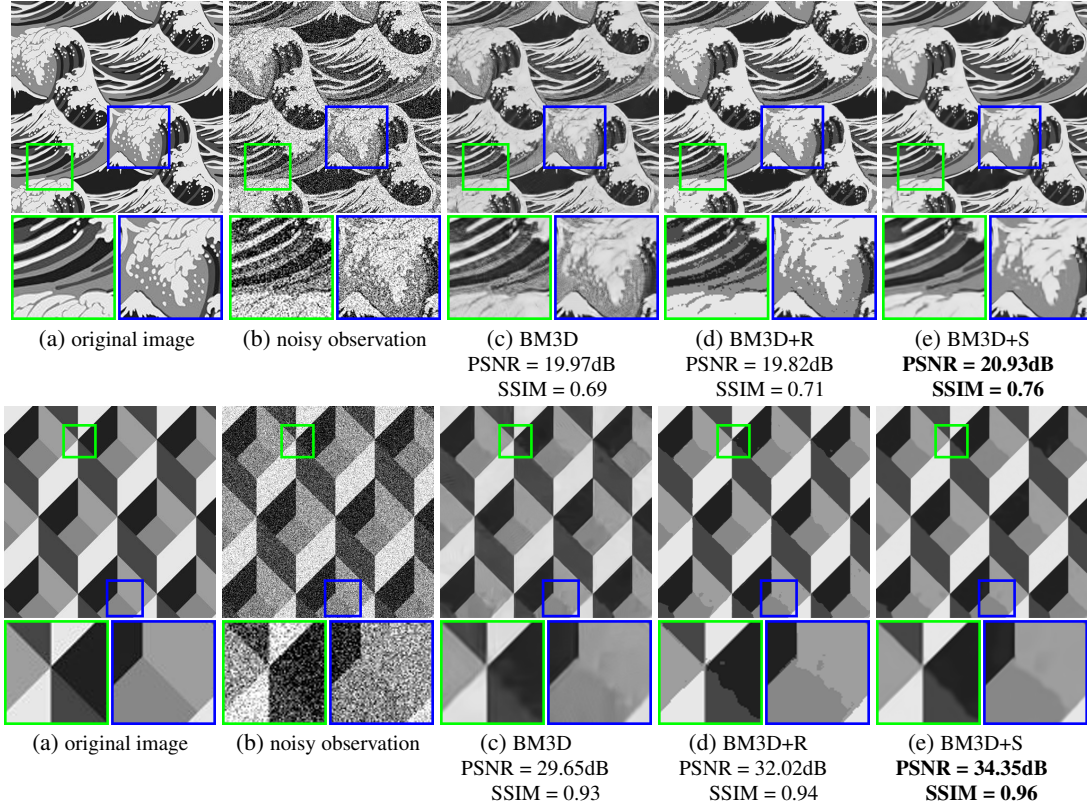 (a) original image (b) noisy observation (c) BM3D (d) BM3D+R (e) BM3D+S
PSNR = 19.97dB PSNR = 19.82dB PSNR = 20.93dB
SSIM = 0.69 SSIM = 0.71 SSIM = 0.76
(a) original image (b) noisy observation (c) BM3D (d) BM3D+R (e) BM3D+S
PSNR = 29.65dB PSNR = 32.02dB PSNR = 34.35dB
SSIM = 0.93 SSIM = 0.94 SSIM = 0.96